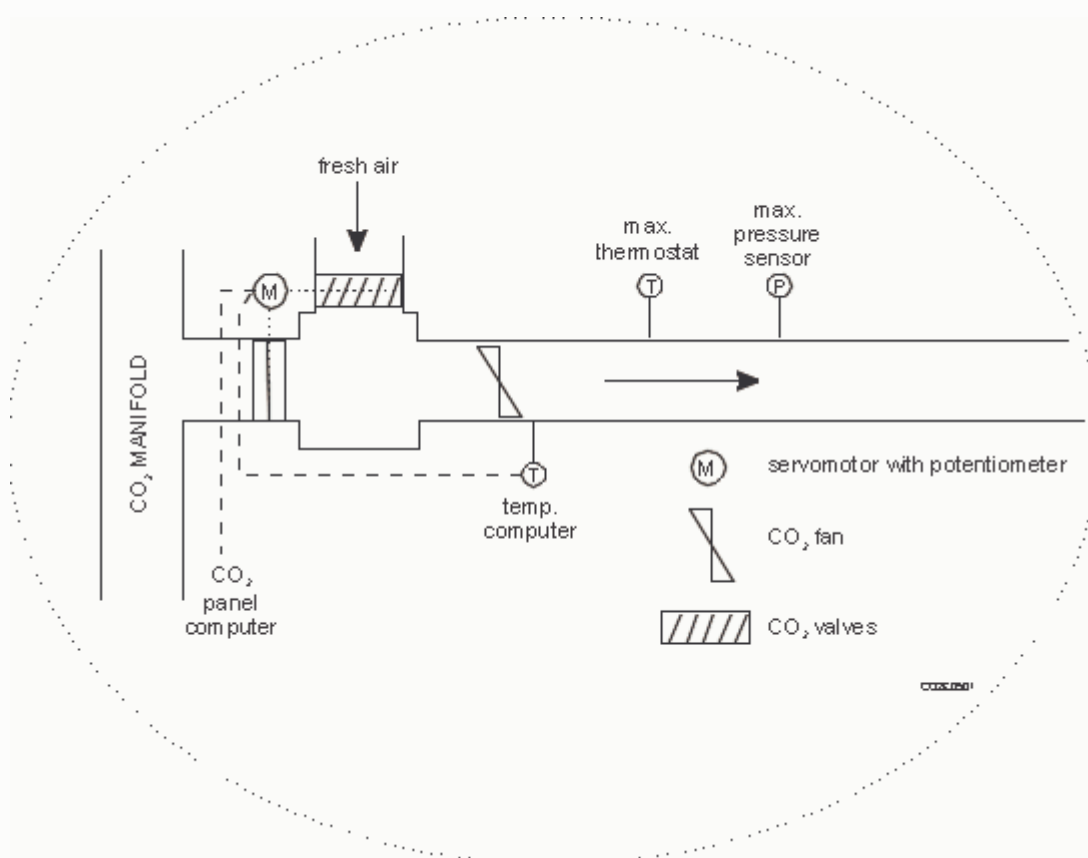 fresh air
max.
thermostat
max.
pressure
sensor
M
T
P
CO₂ MANIFOLD
T
temp.
computer
CO₂
panel
computer
M
servomotor with potentiometer
CO₂ fan
CO₂ valves